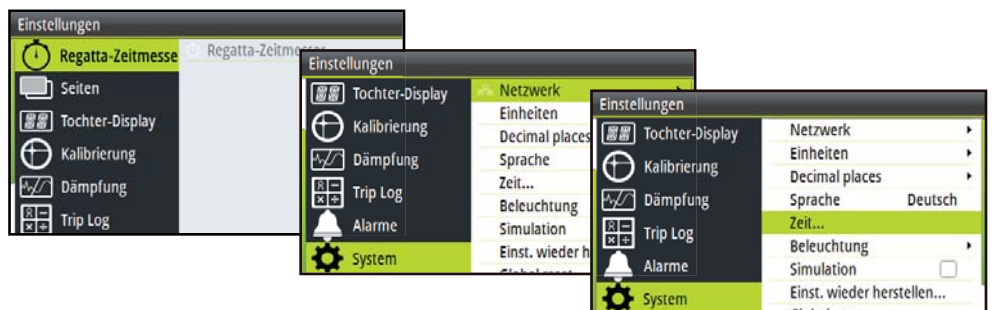 Einstellungen
Regatta-Zeitmesse
Seiten
Tochter-Display
Kalibrierung
Dämpfung
Trip Log
Regatta-Zeitmesser
Einstellungen
Tochter-Display
Kalibrierung
Dämpfung
Trip Log
Alarme
System
Netzwerk
Einheiten
Decimal places
Sprache
Zeit...
Beleuchtung
Simulation
Einst. wieder h
Einstellungen
Tochter-Display
Kalibrierung
Dämpfung
Trip Log
Alarme
System
Netzwerk
Einheiten
Decimal places
Sprache Deutsch
Zeit...
Beleuchtung
Simulation
Einst. wieder herstellen...